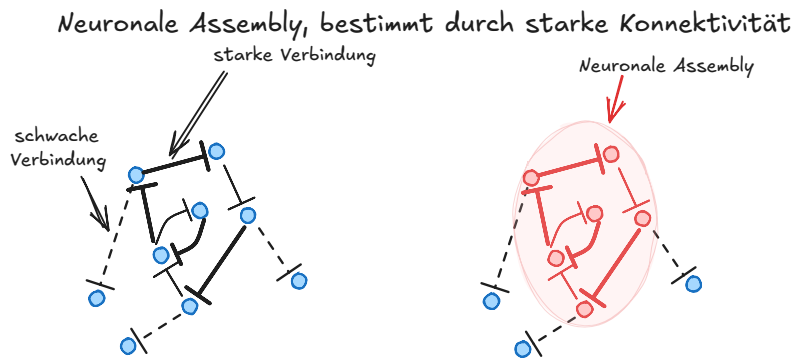 Neuronale Assembly, bestimmt durch starke Konnektivität
starke Verbindung
Neuronale Assembly
schwache
Verbindung